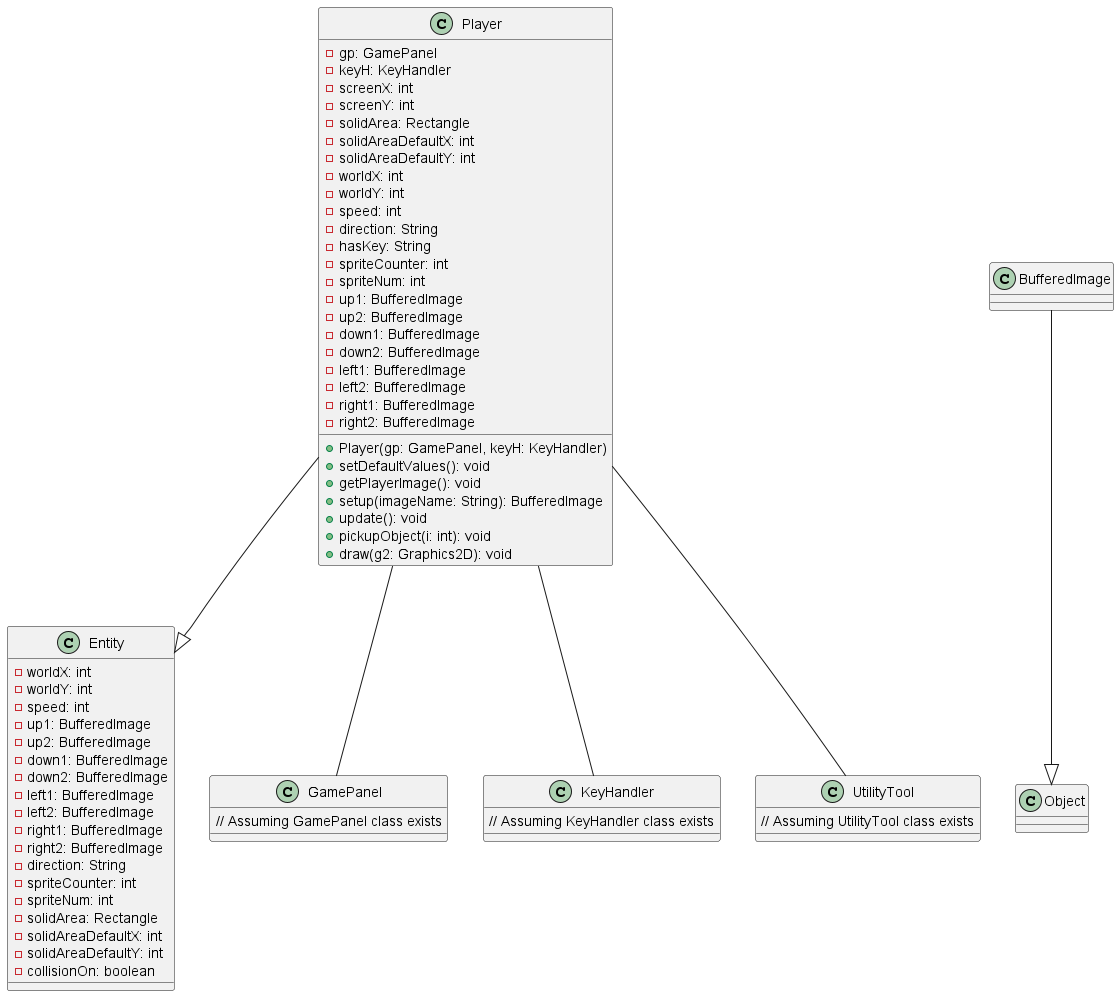 C Player
gp: GamePanel
keyH: KeyHandler
screenX: int
screenY: int
solidArea: Rectangle
solidAreaDefaultX: int
solidAreaDefaultY: int
worldX: int
worldY: int
speed: int
direction: String
hasKey: String
spriteCounter: int
spriteNum: int
up1: BufferedImage
up2: BufferedImage
down1: BufferedImage
down2: BufferedImage
left1: BufferedImage
left2: BufferedImage
right1: BufferedImage
right2: BufferedImage
Player(gp: GamePanel, keyH: KeyHandler)
setDefaultValues(): void
getPlayerImage(): void
setup(imageName: String): BufferedImage
update(): void
pickupObject(i: int): void
draw(g2: Graphics2D): void
C BufferedImage
C Entity
worldX: int
worldY: int
speed: int
up1: BufferedImage
up2: BufferedImage
down1: BufferedImage
down2: BufferedImage
left1: BufferedImage
left2: BufferedImage
right1: BufferedImage
right2: BufferedImage
direction: String
spriteCounter: int
spriteNum: int
solidArea: Rectangle
solidAreaDefaultX: int
solidAreaDefaultY: int
collisionOn: boolean
C GamePanel
// Assuming GamePanel class exists
C KeyHandler
// Assuming KeyHandler class exists
C UtilityTool
// Assuming UtilityTool class exists
C Object